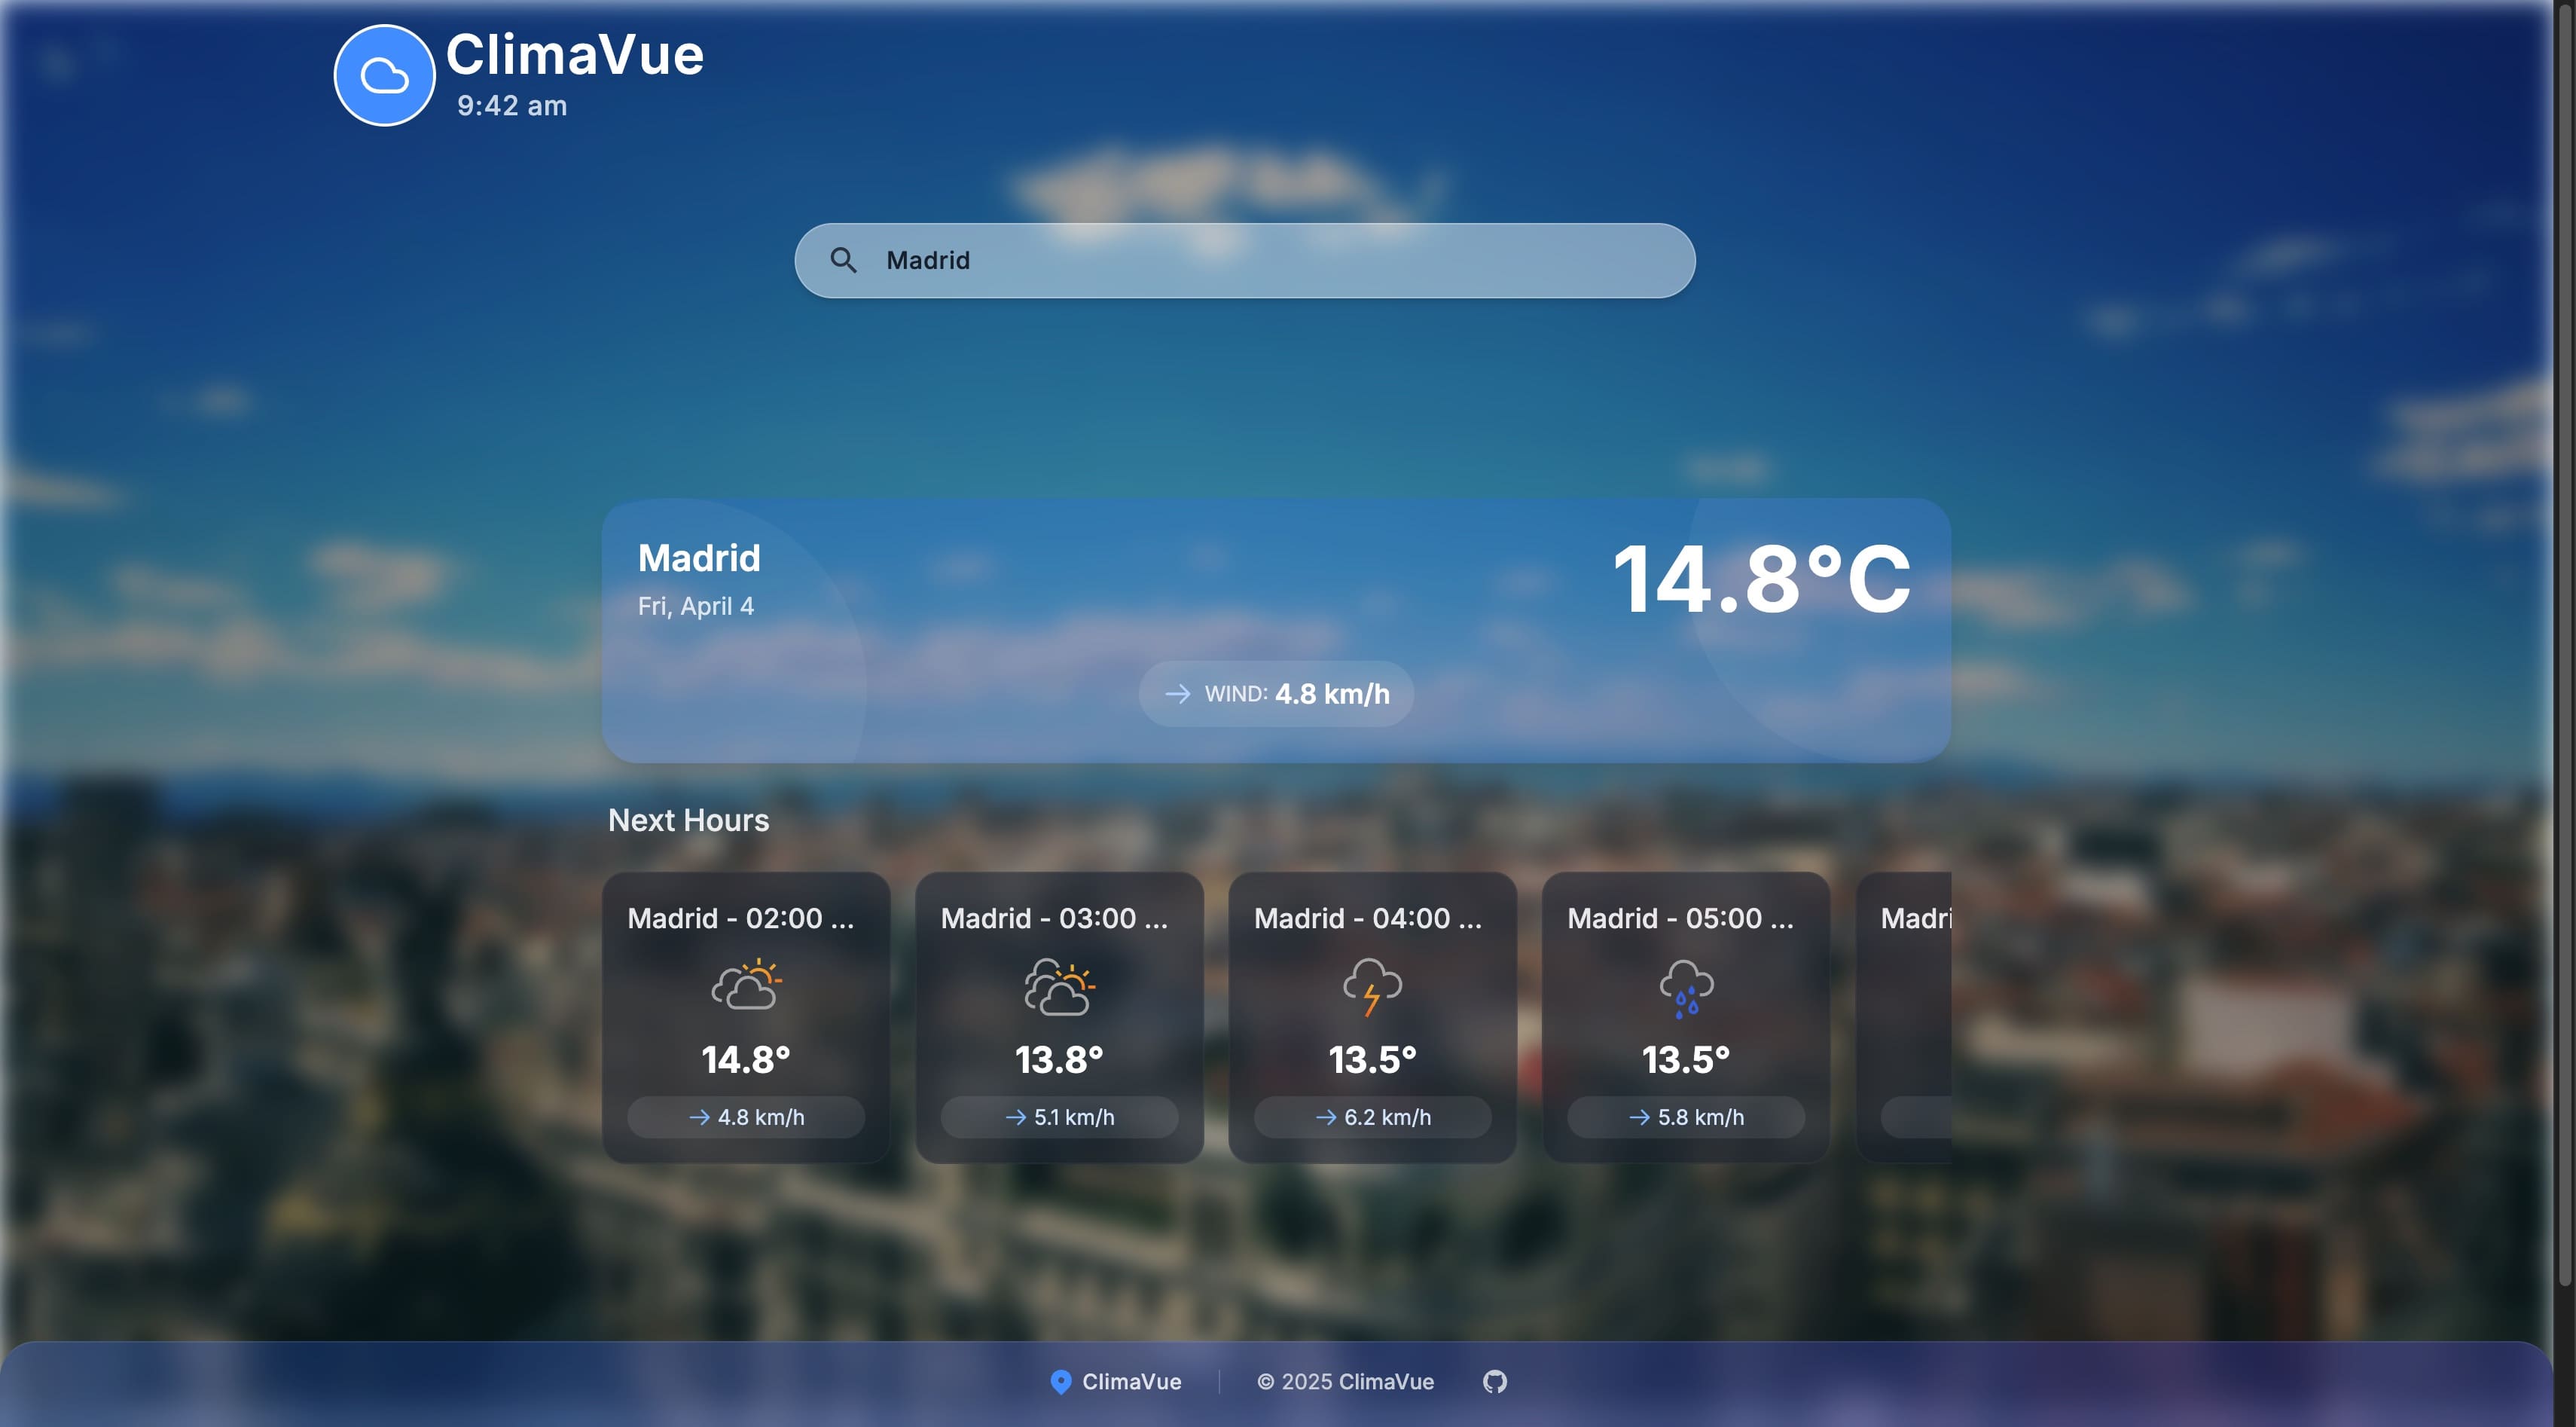 ClimaVue
9:42 am
Madrid
Madrid
Fri, April 4
14.8°C
→ WIND: 4.8 km/h
Next Hours
Madrid - 02:00 ...
14.8°
→ 4.8 km/h
Madrid - 03:00 ...
13.8°
→ 5.1 km/h
Madrid - 04:00 ...
13.5°
→ 6.2 km/h
Madrid - 05:00 ...
13.5°
→ 5.8 km/h
Madri
ClimaVue
© 2025 ClimaVue